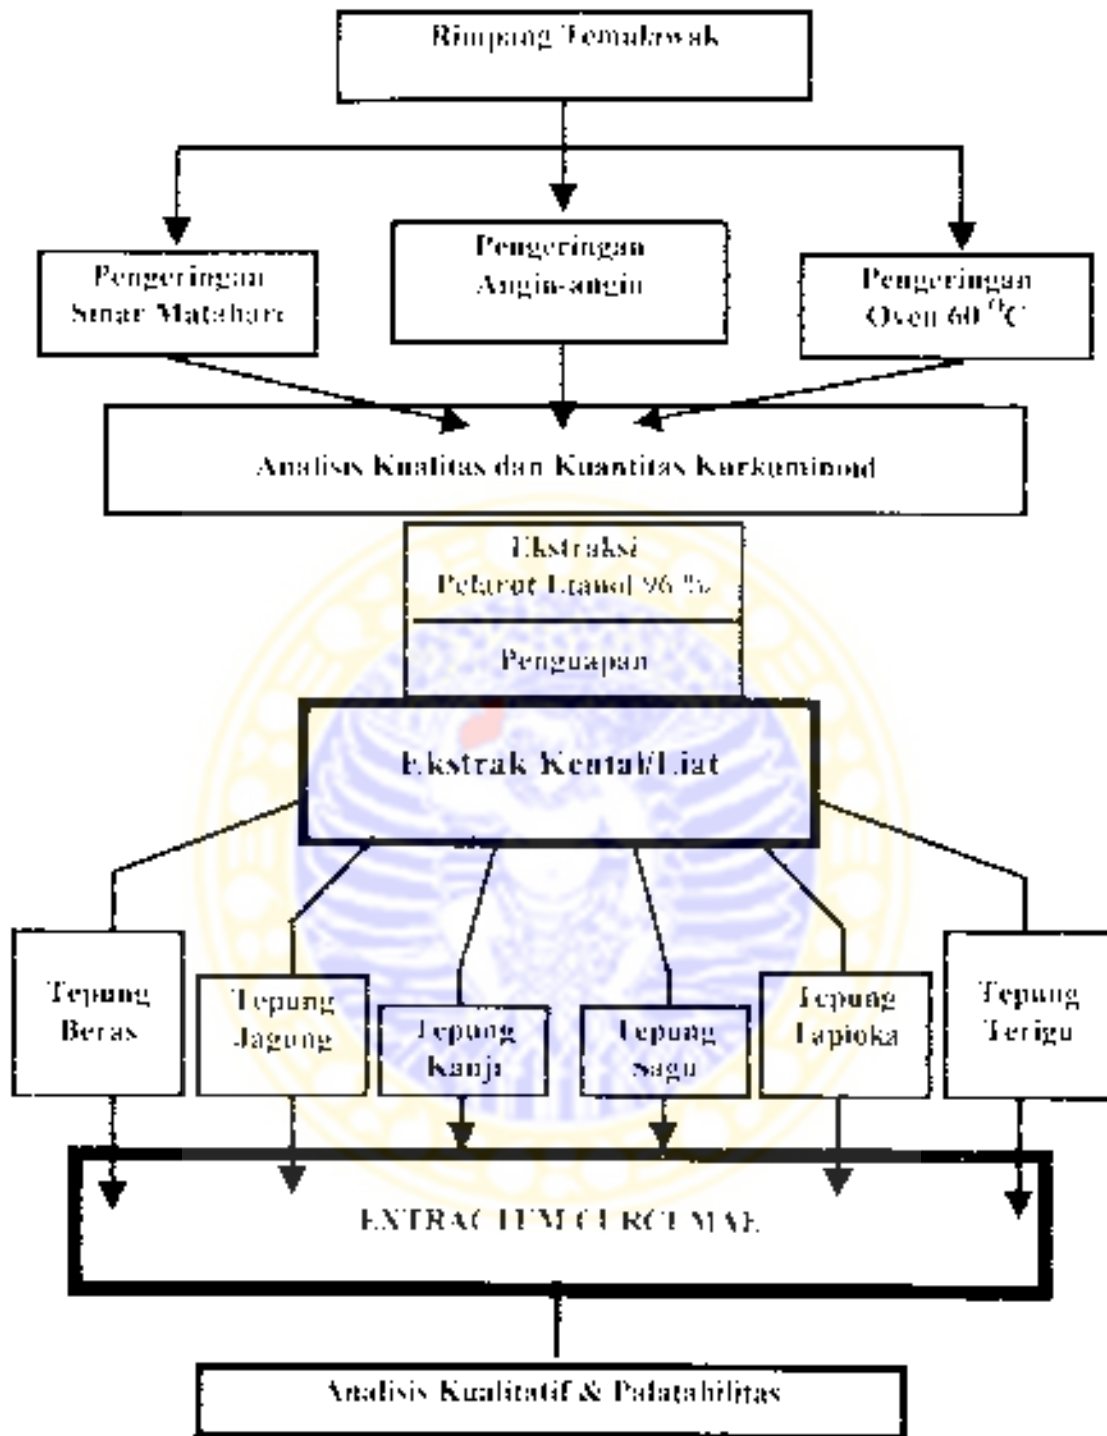 Rimpang Temulawak
Pengeringan
Sinar Matahari
Pengeringan
Angin-angin
Pengeringan
Oven 60 °C
Analisis Kualitas dan Kuantitas Kurkuminoid
Ekstraksi
Pelarut Etanol 96 %
Penguapan
Ekstrak Kental/Liat
Tepung
Beras
Tepung
Jagung
Tepung
Kanji
Tepung
Sagu
Tepung
Tapioka
Tepung
Terigu
EXTRACTUM CURCUMAE
Analisis Kualitatif & Palatabilitas